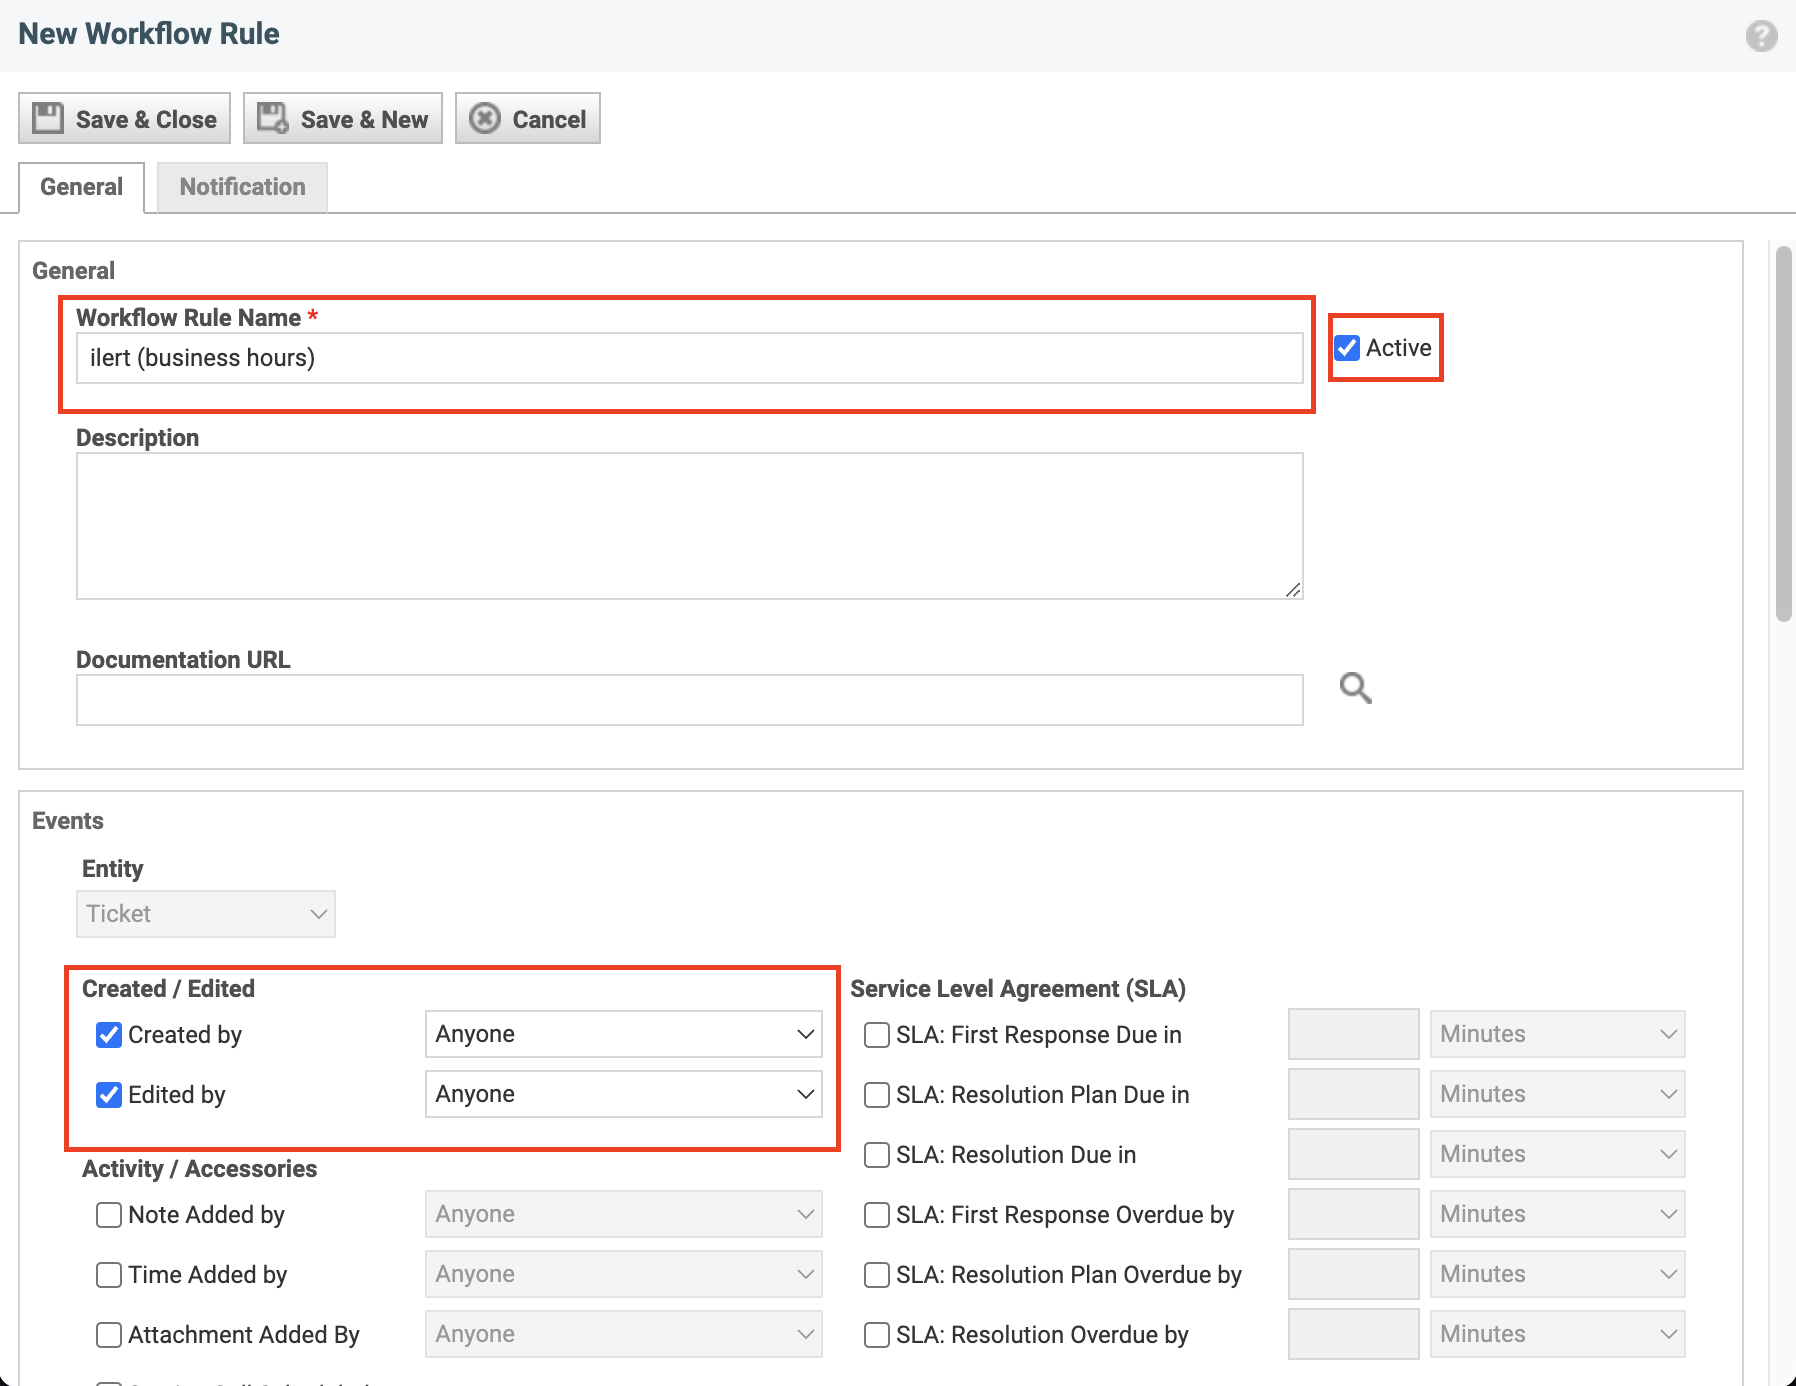 New Workflow Rule
?
Save & Close
Save & New
Cancel
General
Notification
General
Workflow Rule Name *
ilert (business hours)
Active
Description
Documentation URL
Events
Entity
Ticket
Created / Edited
Service Level Agreement (SLA)
Created by Anyone
SLA: First Response Due in Minutes
Edited by Anyone
SLA: Resolution Plan Due in Minutes
SLA: Resolution Due in Minutes
Activity / Accessories
Note Added by Anyone
SLA: First Response Overdue by Minutes
Time Added by Anyone
SLA: Resolution Plan Overdue by Minutes
Attachment Added By Anyone
SLA: Resolution Overdue by Minutes